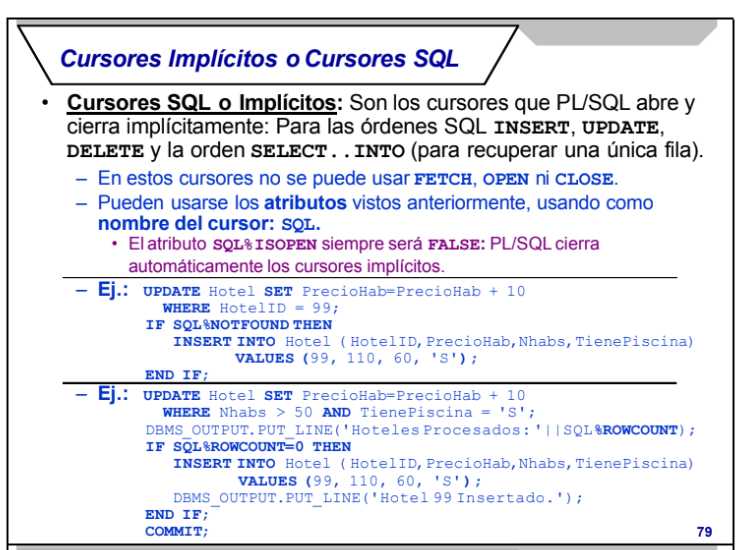 Cursores Implícitos o Cursores SQL
• Cursores SQL o Implícitos: Son los cursores que PL/SQL abre y
cierra implícitamente: Para las órdenes SQL INSERT, UPDATE,
DELETE y la orden SELECT..INTO (para recuperar una única fila).
– En estos cursores no se puede usar FETCH, OPEN ni CLOSE.
– Pueden usarse los atributos vistos anteriormente, usando como
nombre del cursor: SQL.
• El atributo SQL%ISOPEN siempre será FALSE: PL/SQL cierra
automáticamente los cursores implícitos.
– Ej.: UPDATE Hotel SET PrecioHab=PrecioHab + 10
WHERE HotelID = 99;
IF SQL%NOTFOUND THEN
INSERT INTO Hotel (HotelID,PrecioHab,Nhabs,TienePiscina)
VALUES (99, 110, 60, 'S');
END IF;
– Ej.: UPDATE Hotel SET PrecioHab=PrecioHab + 10
WHERE Nhabs > 50 AND TienePiscina = 'S';
DBMS_OUTPUT.PUT_LINE('Hoteles Procesados:'||SQL%ROWCOUNT);
IF SQL%ROWCOUNT=0 THEN
INSERT INTO Hotel (HotelID,PrecioHab,Nhabs,TienePiscina)
VALUES (99, 110, 60, 'S');
DBMS_OUTPUT.PUT_LINE('Hotel 99 Insertado.');
END IF;
COMMIT;
79